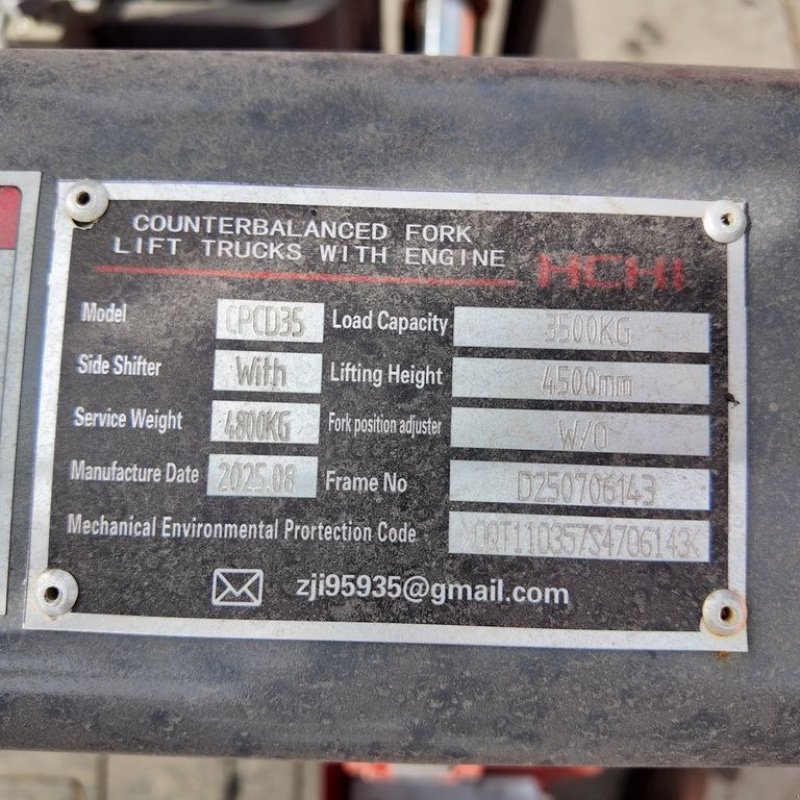 COUNTERBALANCED FORK
LIFT TRUCKS WITH ENGINE HCHI
Model CPCD35 Load Capacity 3500KG
Side Shifter With Lifting Height 4500mm
Service Weight 4800KG Fork position adjuster W/O
Manufacture Date 2025.08 Frame No D250706143
Mechanical Environmental Prortection Code
zji95935@gmail.com